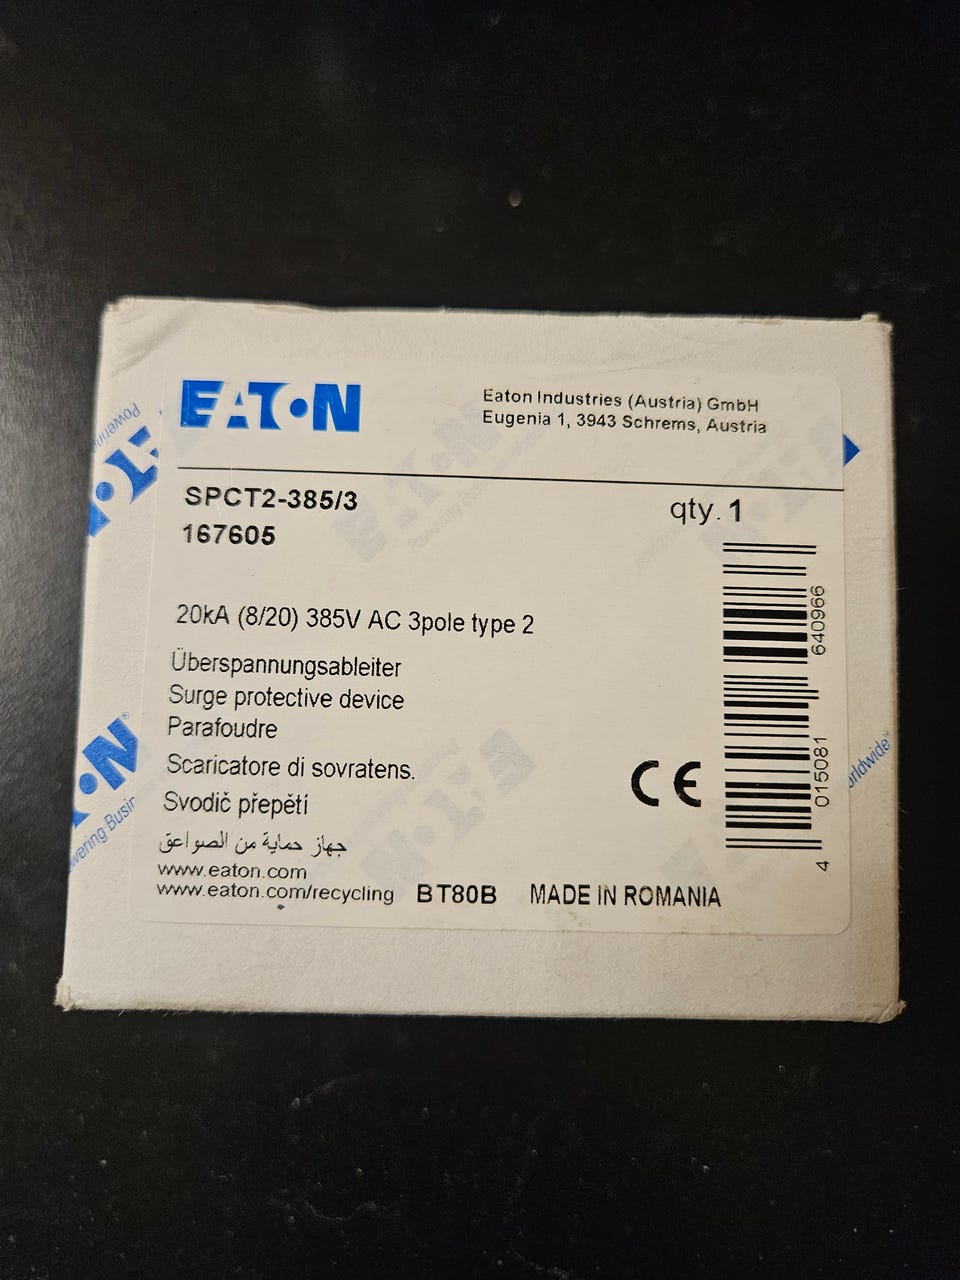 EATON
Eaton Industries (Austria) GmbH
Eugenia 1, 3943 Schrems, Austria
SPCT2-385/3
167605
qty. 1
20kA (8/20) 385V AC 3pole type 2
Überspannungsableiter
Surge protective device
Parafoudre
Scaricatore di sovratens.
Svodič přepětí
جهاز حماية من الصواعق
www.eaton.com
www.eaton.com/recycling BT80B MADE IN ROMANIA
CE
4 015081 640966